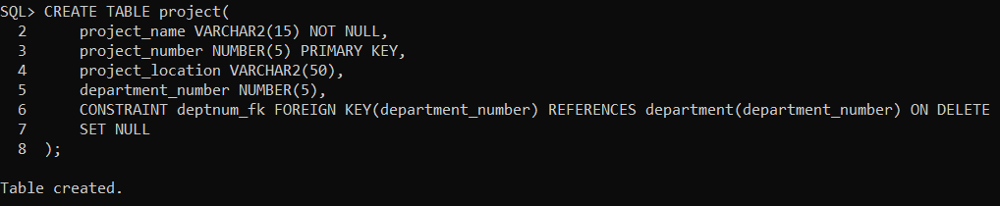 SQL> CREATE TABLE project(
  2      project_name VARCHAR2(15) NOT NULL,
  3      project_number NUMBER(5) PRIMARY KEY,
  4      project_location VARCHAR2(50),
  5      department_number NUMBER(5),
  6      CONSTRAINT deptnum_fk FOREIGN KEY(department_number) REFERENCES department(department_number) ON DELETE
  7      SET NULL
  8  );
Table created.